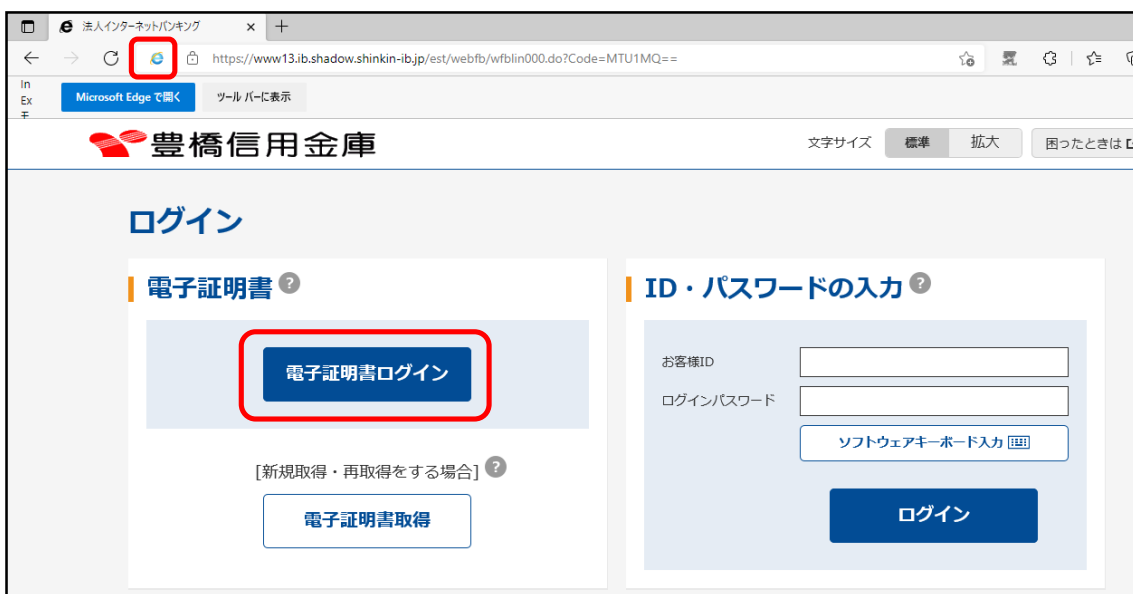 法人インターネットバンキング
https://www13.ib.shadow.shinkin-ib.jp/est/webfb/wfblin000.do?Code=MTU1MQ==
In
Ex
モ
Microsoft Edge で開く ツール バーに表示
豊橋信用金庫
文字サイズ 標準 拡大 困ったときは
ログイン
電子証明書 ?
電子証明書ログイン
[新規取得・再取得をする場合] ?
電子証明書取得
ID・パスワードの入力 ?
お客様ID
ログインパスワード
ソフトウェアキーボード入力
ログイン